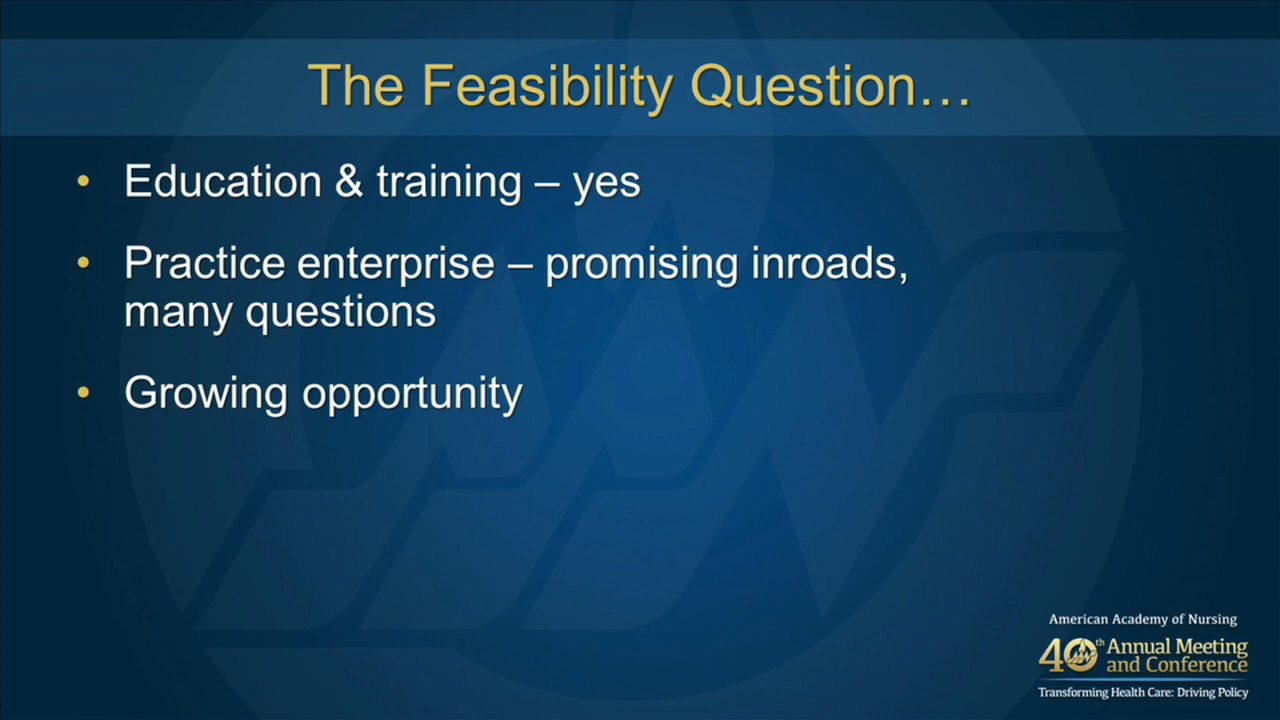 The Feasibility Question…
• Education & training – yes
• Practice enterprise – promising inroads,
many questions
• Growing opportunity
American Academy of Nursing
40th Annual Meeting
and Conference
Transforming Health Care: Driving Policy